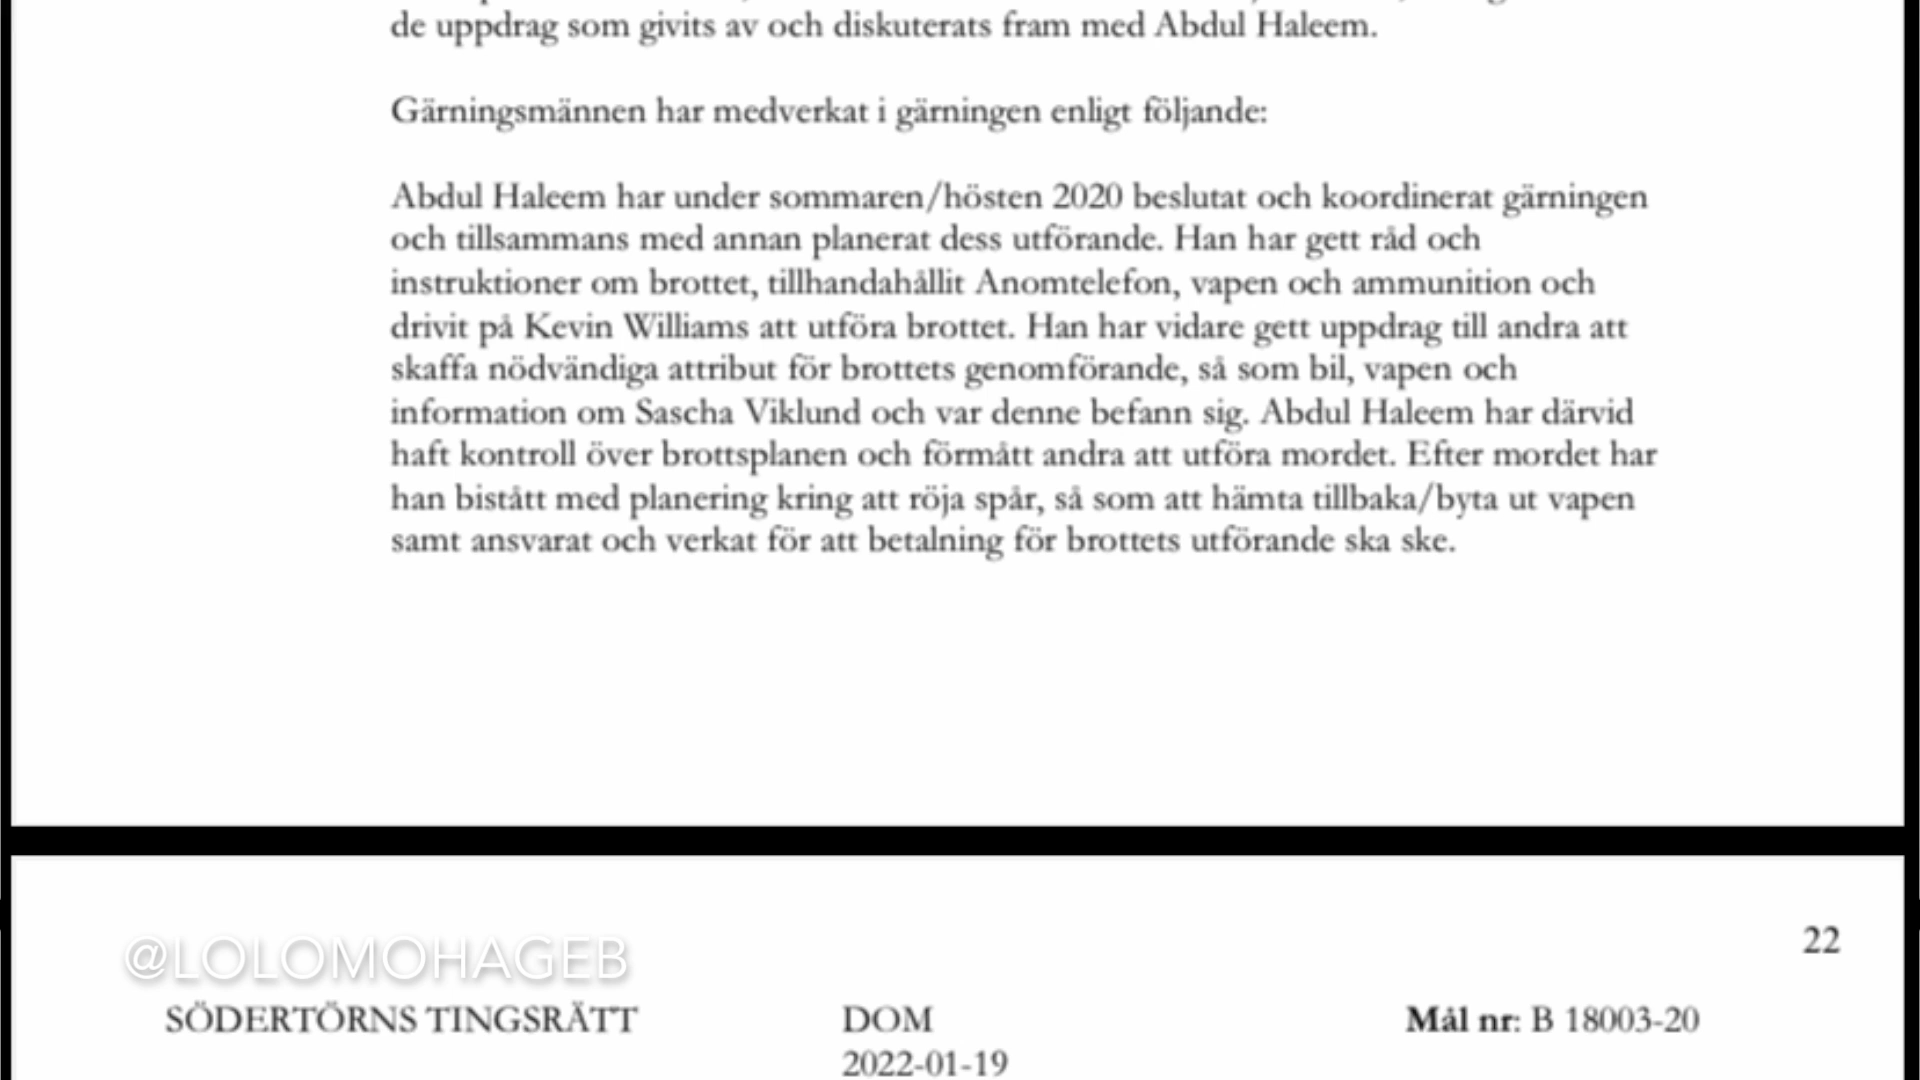 de uppdrag som givits av och diskuterats fram med Abdul Haleem.
Gärningsmännen har medverkat i gärningen enligt följande:
Abdul Haleem har under sommaren/hösten 2020 beslutat och koordinerat gärningen
och tillsammans med annan planerat dess utförande. Han har gett råd och
instruktioner om brottet, tillhandahållit Anomtelefon, vapen och ammunition och
drivit på Kevin Williams att utföra brottet. Han har vidare gett uppdrag till andra att
skaffa nödvändiga attribut för brottets genomförande, så som bil, vapen och
information om Sascha Viklund och var denne befann sig. Abdul Haleem har därvid
haft kontroll över brottsplanen och förmått andra att utföra mordet. Efter mordet har
han bistått med planering kring att röja spår, så som att hämta tillbaka/byta ut vapen
samt ansvarat och verkat för att betalning för brottets utförande ska ske.
22
@LOLOMOHAGEB
SÖDERTÖRNS TINGSRÄTT DOM Mål nr: B 18003-20
2022-01-19